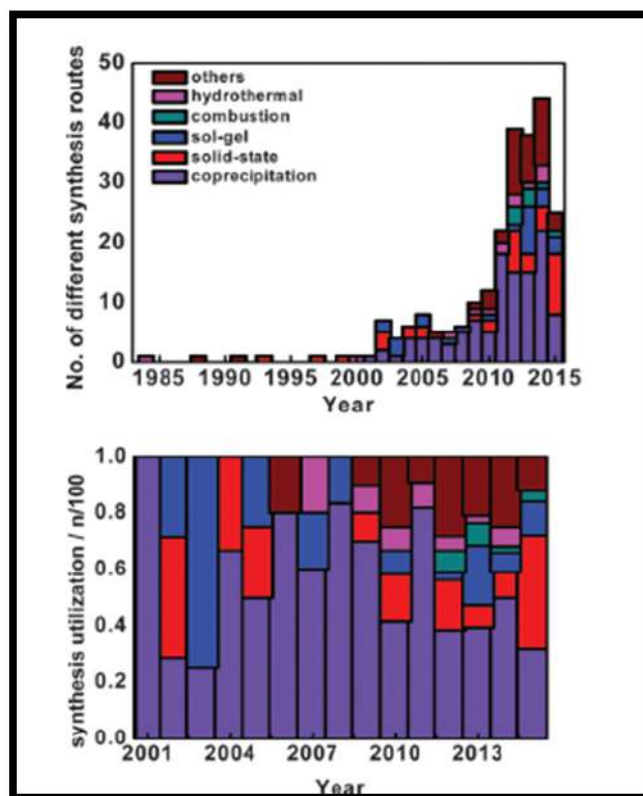 No. of different synthesis routes
50
40
30
20
10
0
others
hydrothermal
combustion
sol-gel
solid-state
coprecipitation
1985 1990 1995 2000 2005 2010 2015
Year
synthesis utilization / n/100
1.0
0.8
0.6
0.4
0.2
0.0
2001 2004 2007 2010 2013
Year